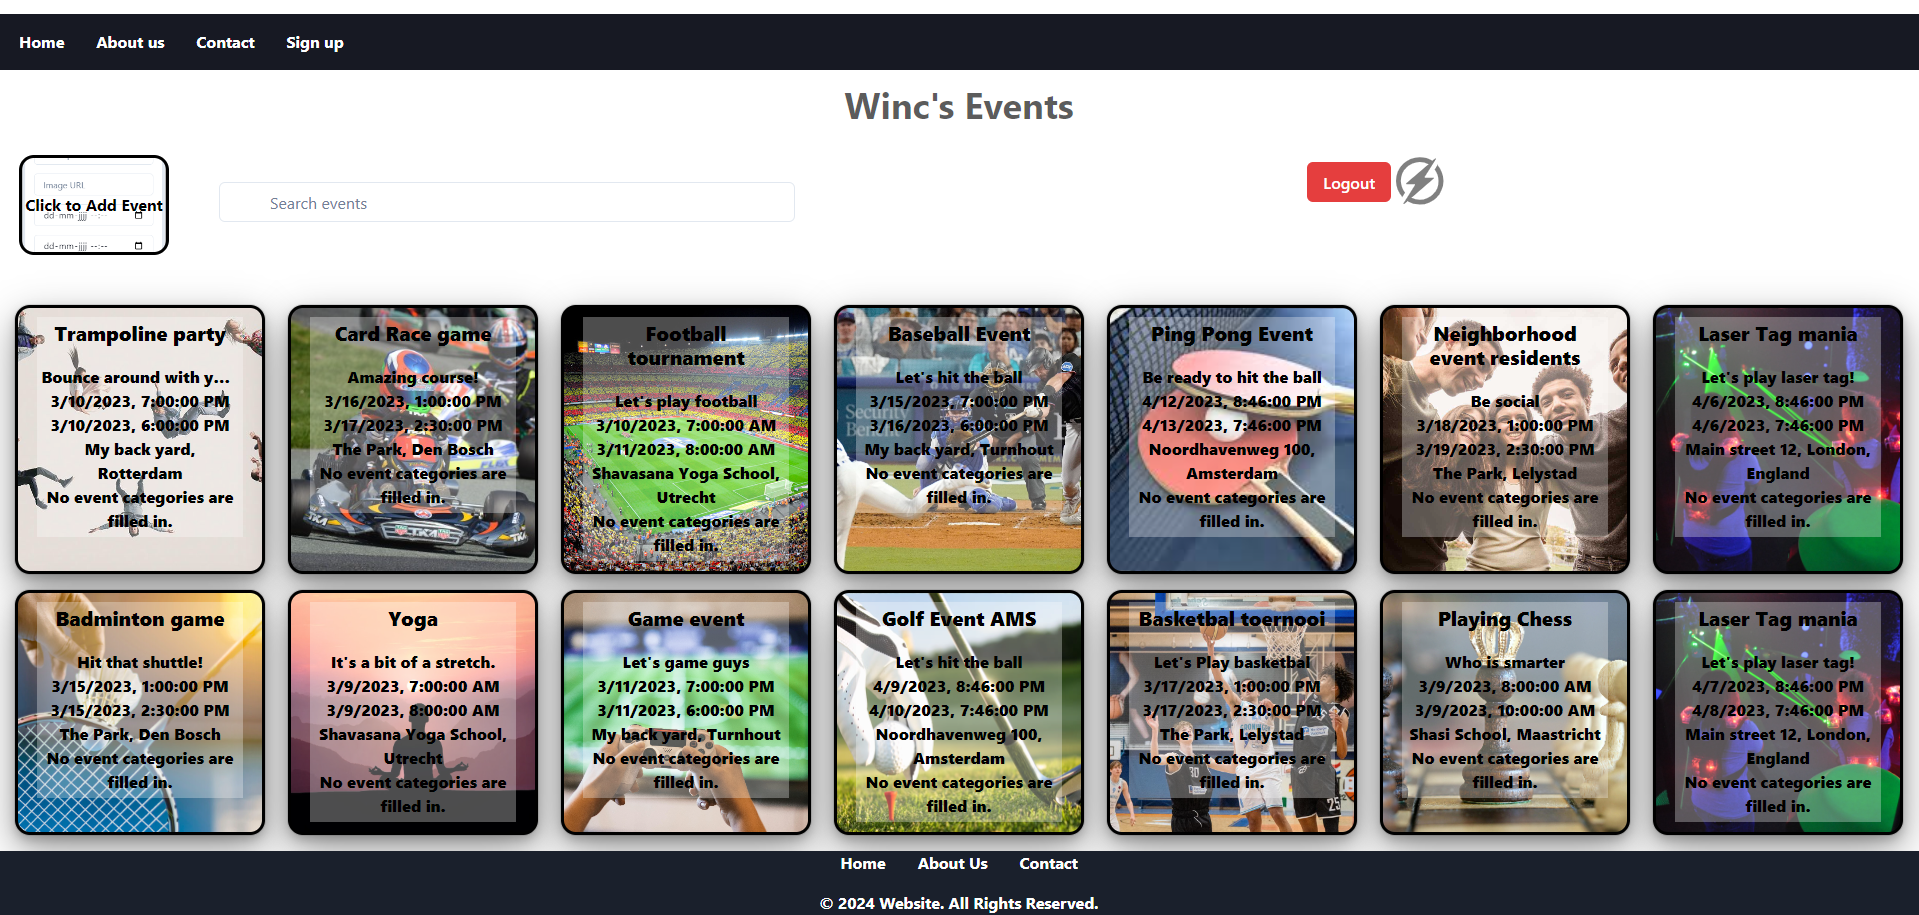 Home About us Contact Sign up
Winc's Events
Image URL
Click to Add Event
dd-mm-jjjj --:--
dd-mm-jjjj --:--
Search events
Logout
Trampoline party
Bounce around with y...
3/10/2023, 7:00:00 PM
3/10/2023, 6:00:00 PM
My back yard,
Rotterdam
No event categories are
filled in.
Card Race game
Amazing course!
3/16/2023, 1:00:00 PM
3/17/2023, 2:30:00 PM
The Park, Den Bosch
No event categories are
filled in.
Football
tournament
Let's play football
3/10/2023, 7:00:00 AM
3/11/2023, 8:00:00 AM
Shavasana Yoga School,
Utrecht
No event categories are
filled in.
Baseball Event
Let's hit the ball
3/15/2023, 7:00:00 PM
3/16/2023, 6:00:00 PM
My back yard, Turnhout
No event categories are
filled in.
Security
Benefit
Ping Pong Event
Be ready to hit the ball
4/12/2023, 8:46:00 PM
4/13/2023, 7:46:00 PM
Noordhavenweg 100,
Amsterdam
No event categories are
filled in.
Neighborhood
event residents
Be social
3/18/2023, 1:00:00 PM
3/19/2023, 2:30:00 PM
The Park, Lelystad
No event categories are
filled in.
Laser Tag mania
Let's play laser tag!
4/6/2023, 8:46:00 PM
4/6/2023, 7:46:00 PM
Main street 12, London,
England
No event categories are
filled in.
Badminton game
Hit that shuttle!
3/15/2023, 1:00:00 PM
3/15/2023, 2:30:00 PM
The Park, Den Bosch
No event categories are
filled in.
Yoga
It's a bit of a stretch.
3/9/2023, 7:00:00 AM
3/9/2023, 8:00:00 AM
Shavasana Yoga School,
Utrecht
No event categories are
filled in.
Game event
Let's game guys
3/11/2023, 7:00:00 PM
3/11/2023, 6:00:00 PM
My back yard, Turnhout
No event categories are
filled in.
Golf Event AMS
Let's hit the ball
4/9/2023, 8:46:00 PM
4/10/2023, 7:46:00 PM
Noordhavenweg 100,
Amsterdam
No event categories are
filled in.
Basketbal toernooi
Let's Play basketbal
3/17/2023, 1:00:00 PM
3/17/2023, 2:30:00 PM
The Park, Lelystad
No event categories are
filled in.
30
25
Playing Chess
Who is smarter
3/9/2023, 8:00:00 AM
3/9/2023, 10:00:00 AM
Shasi School, Maastricht
No event categories are
filled in.
Laser Tag mania
Let's play laser tag!
4/7/2023, 8:46:00 PM
4/8/2023, 7:46:00 PM
Main street 12, London,
England
No event categories are
filled in.
Home About Us Contact
© 2024 Website. All Rights Reserved.